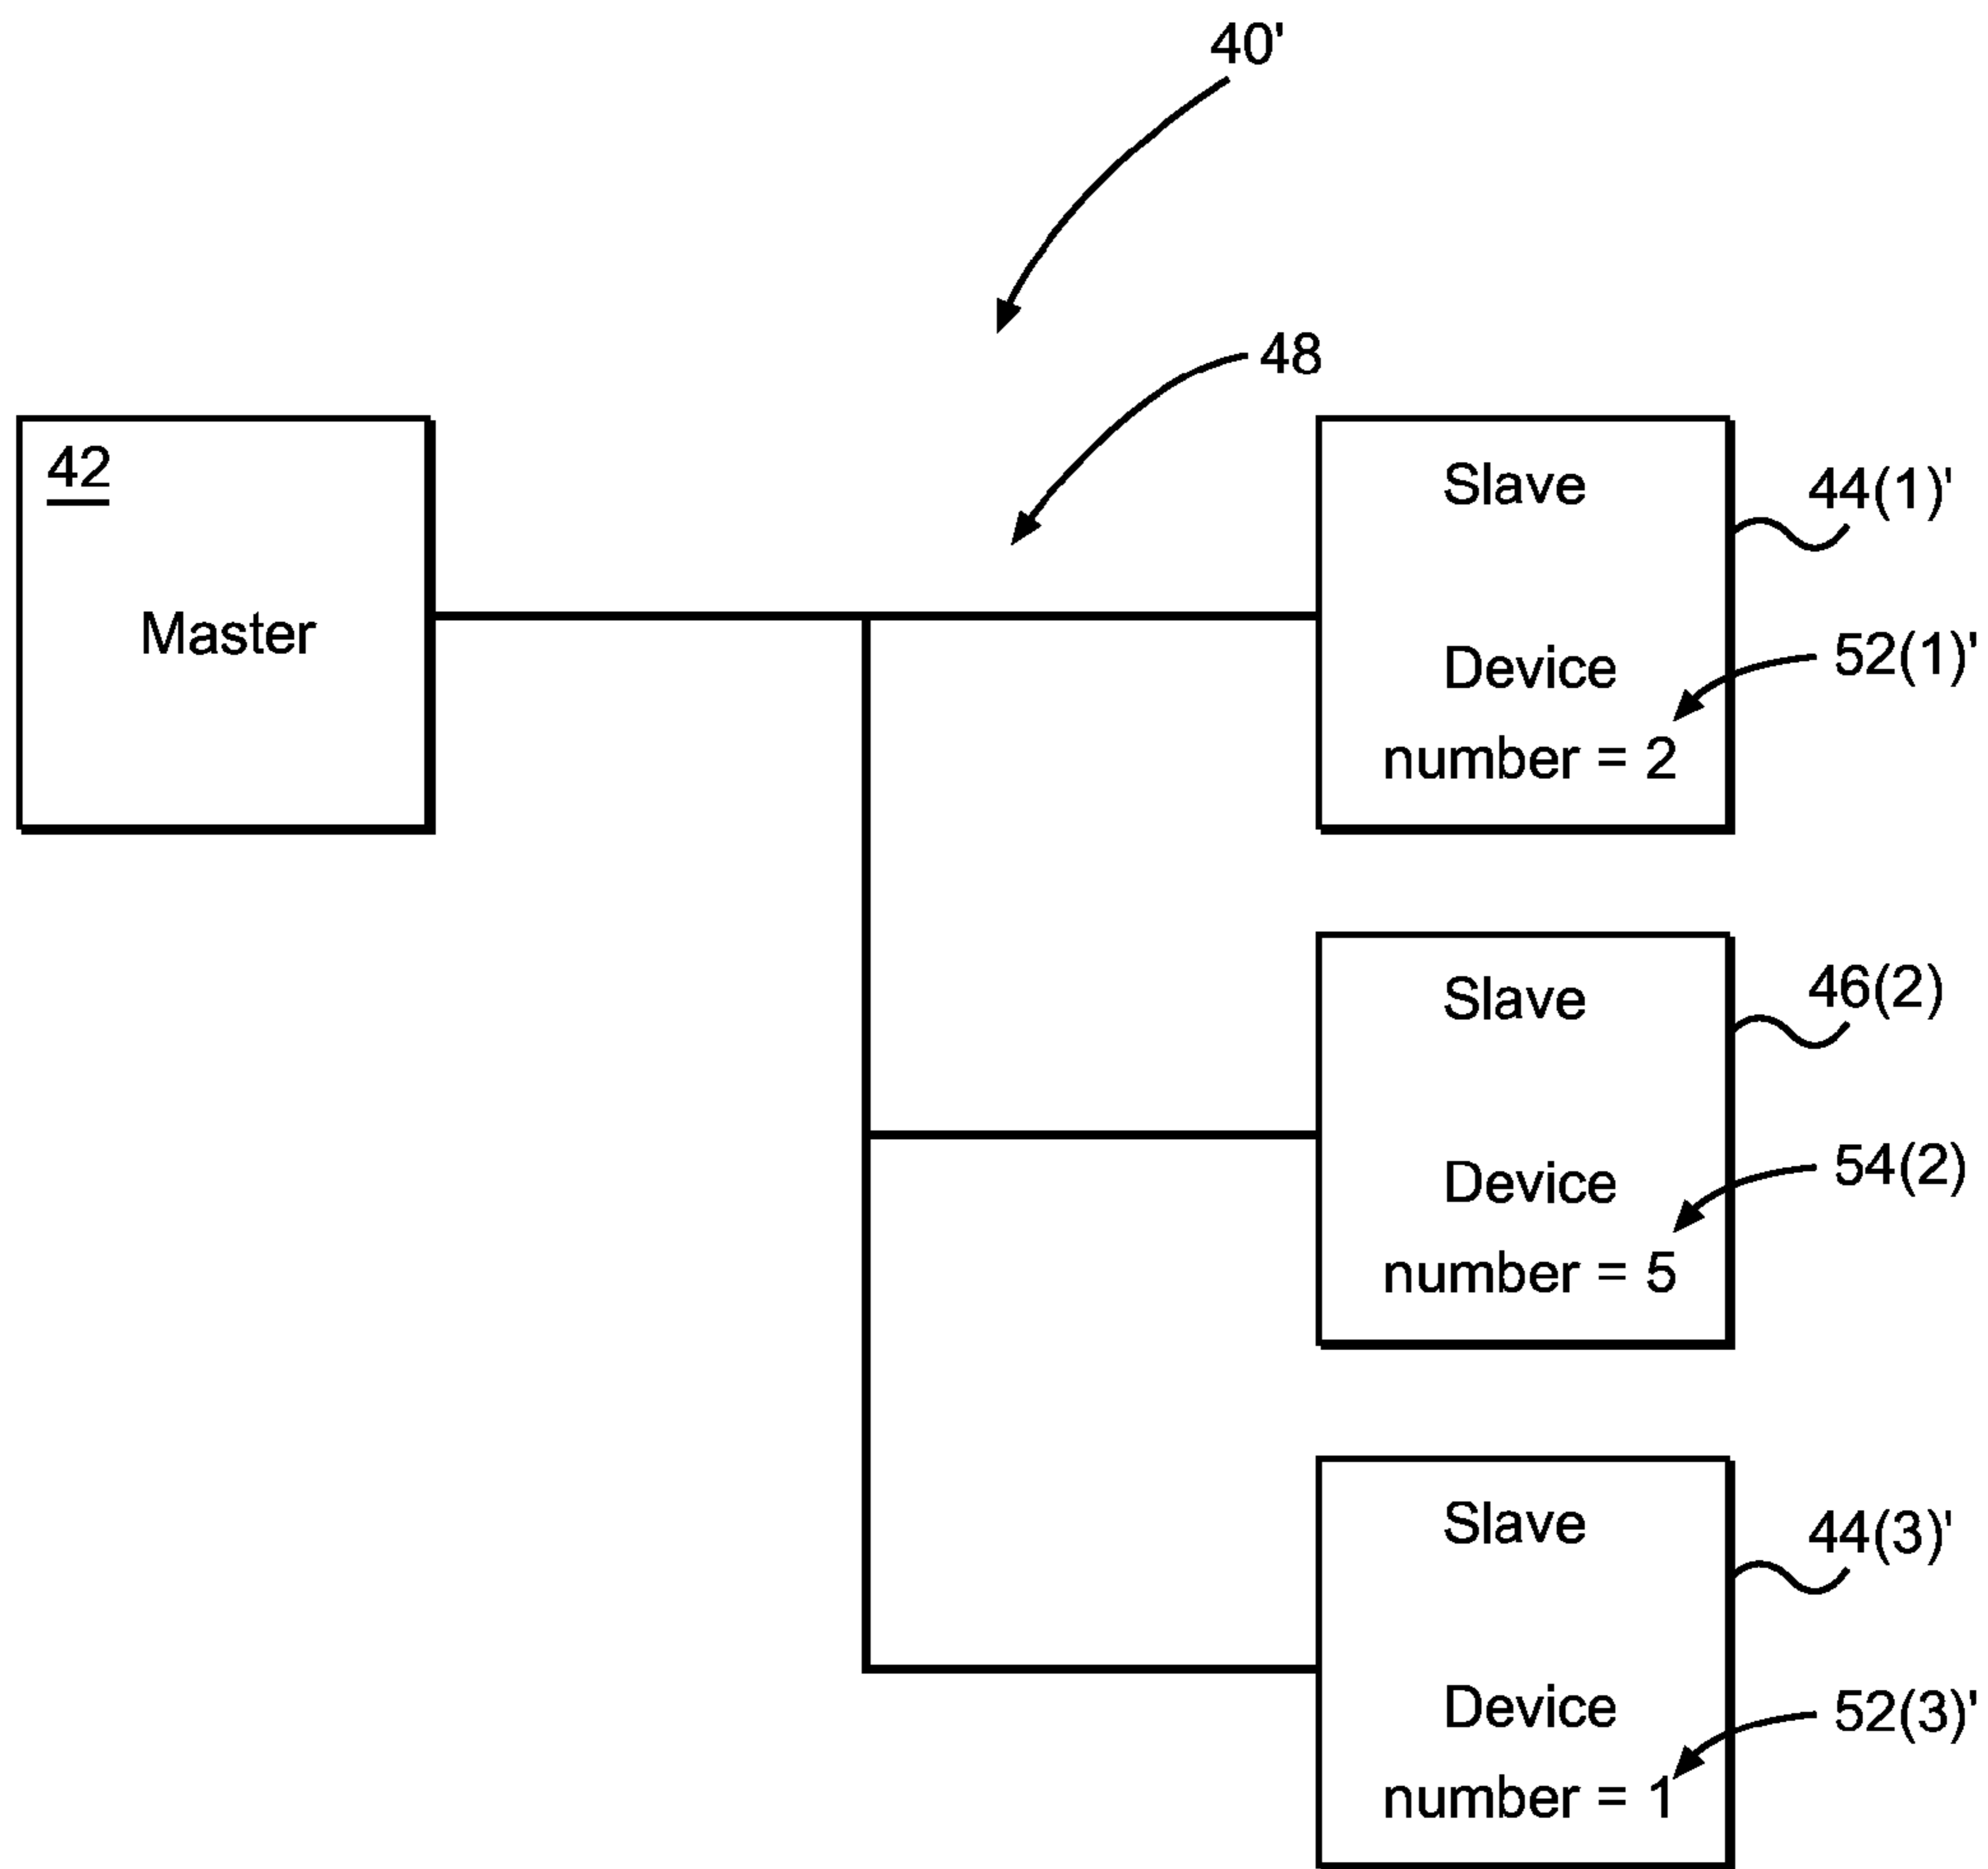 40'
48
42
Master
Slave
44(1)'
Device
52(1)'
number = 2
Slave
46(2)
Device
54(2)
number = 5
Slave
44(3)'
Device
52(3)'
number = 1